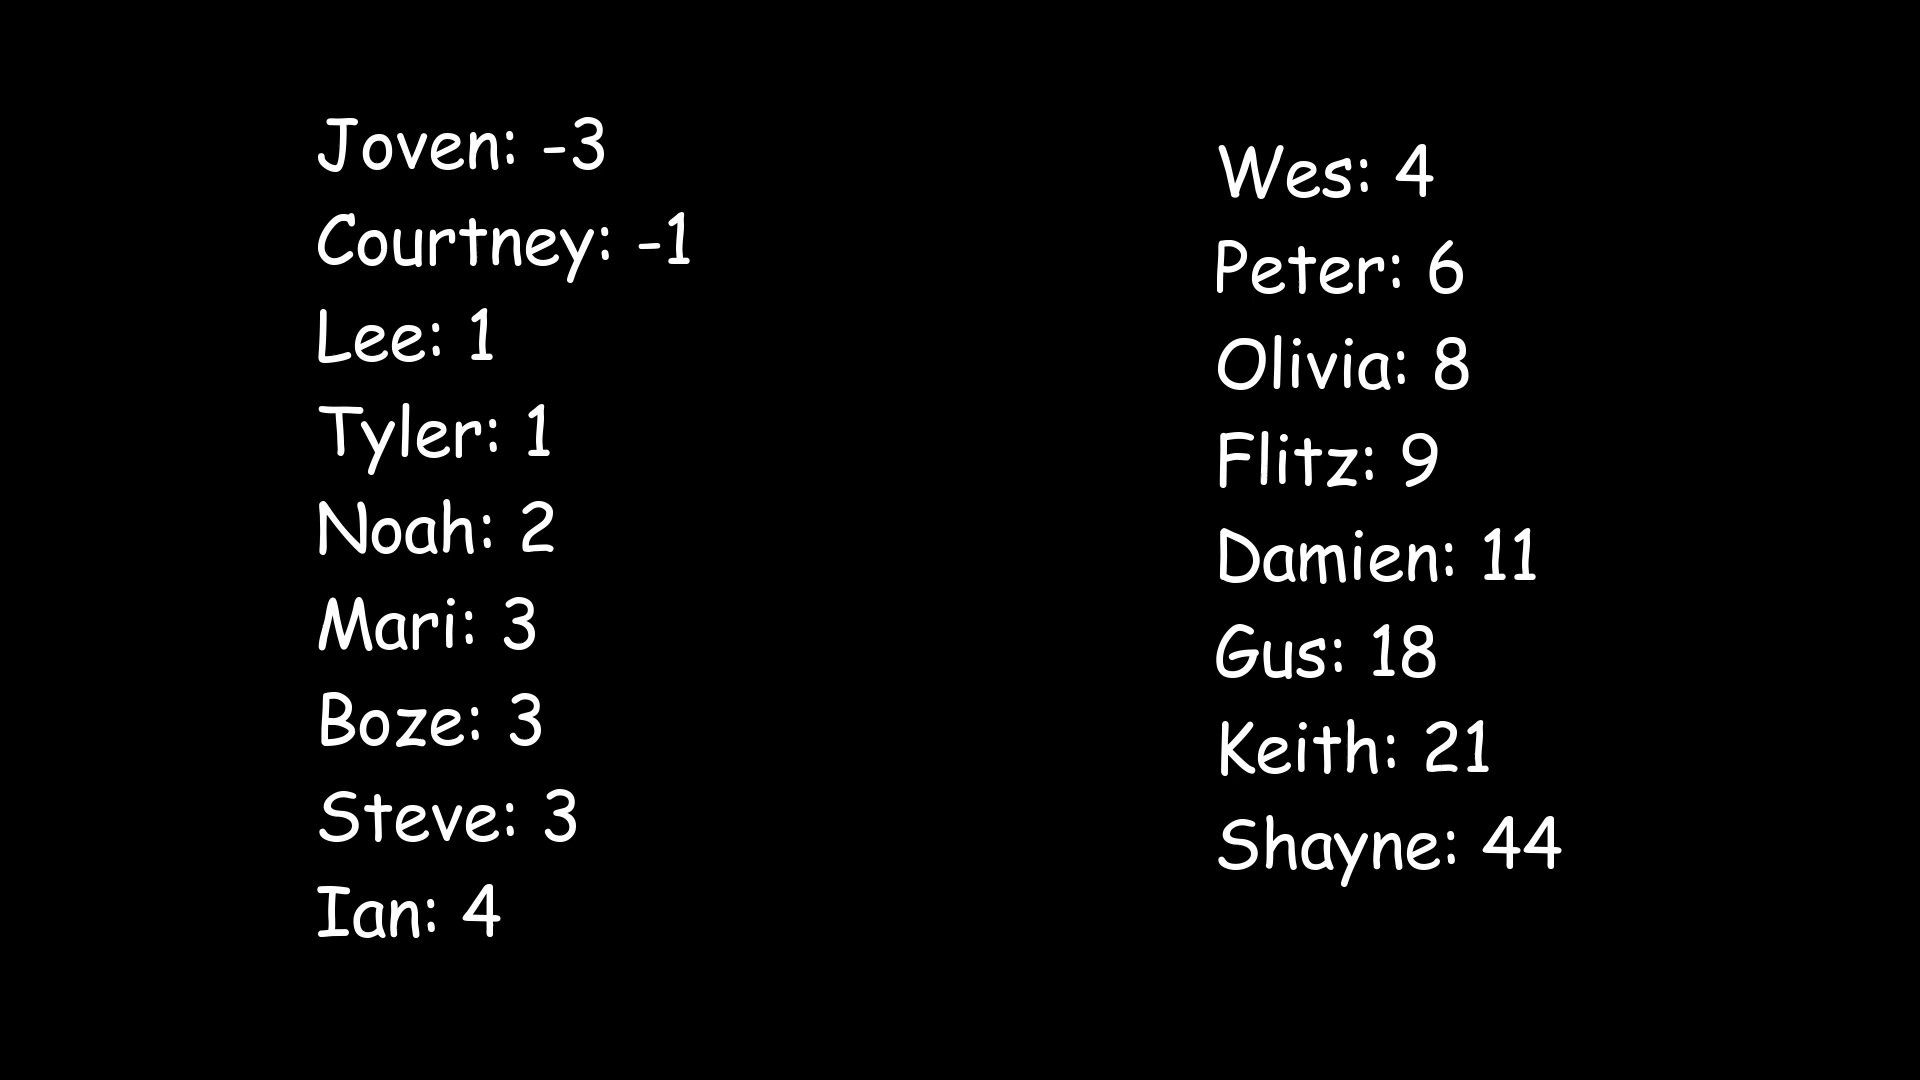 Joven: -3
Courtney: -1
Lee: 1
Tyler: 1
Noah: 2
Mari: 3
Boze: 3
Steve: 3
Ian: 4
Wes: 4
Peter: 6
Olivia: 8
Flitz: 9
Damien: 11
Gus: 18
Keith: 21
Shayne: 44